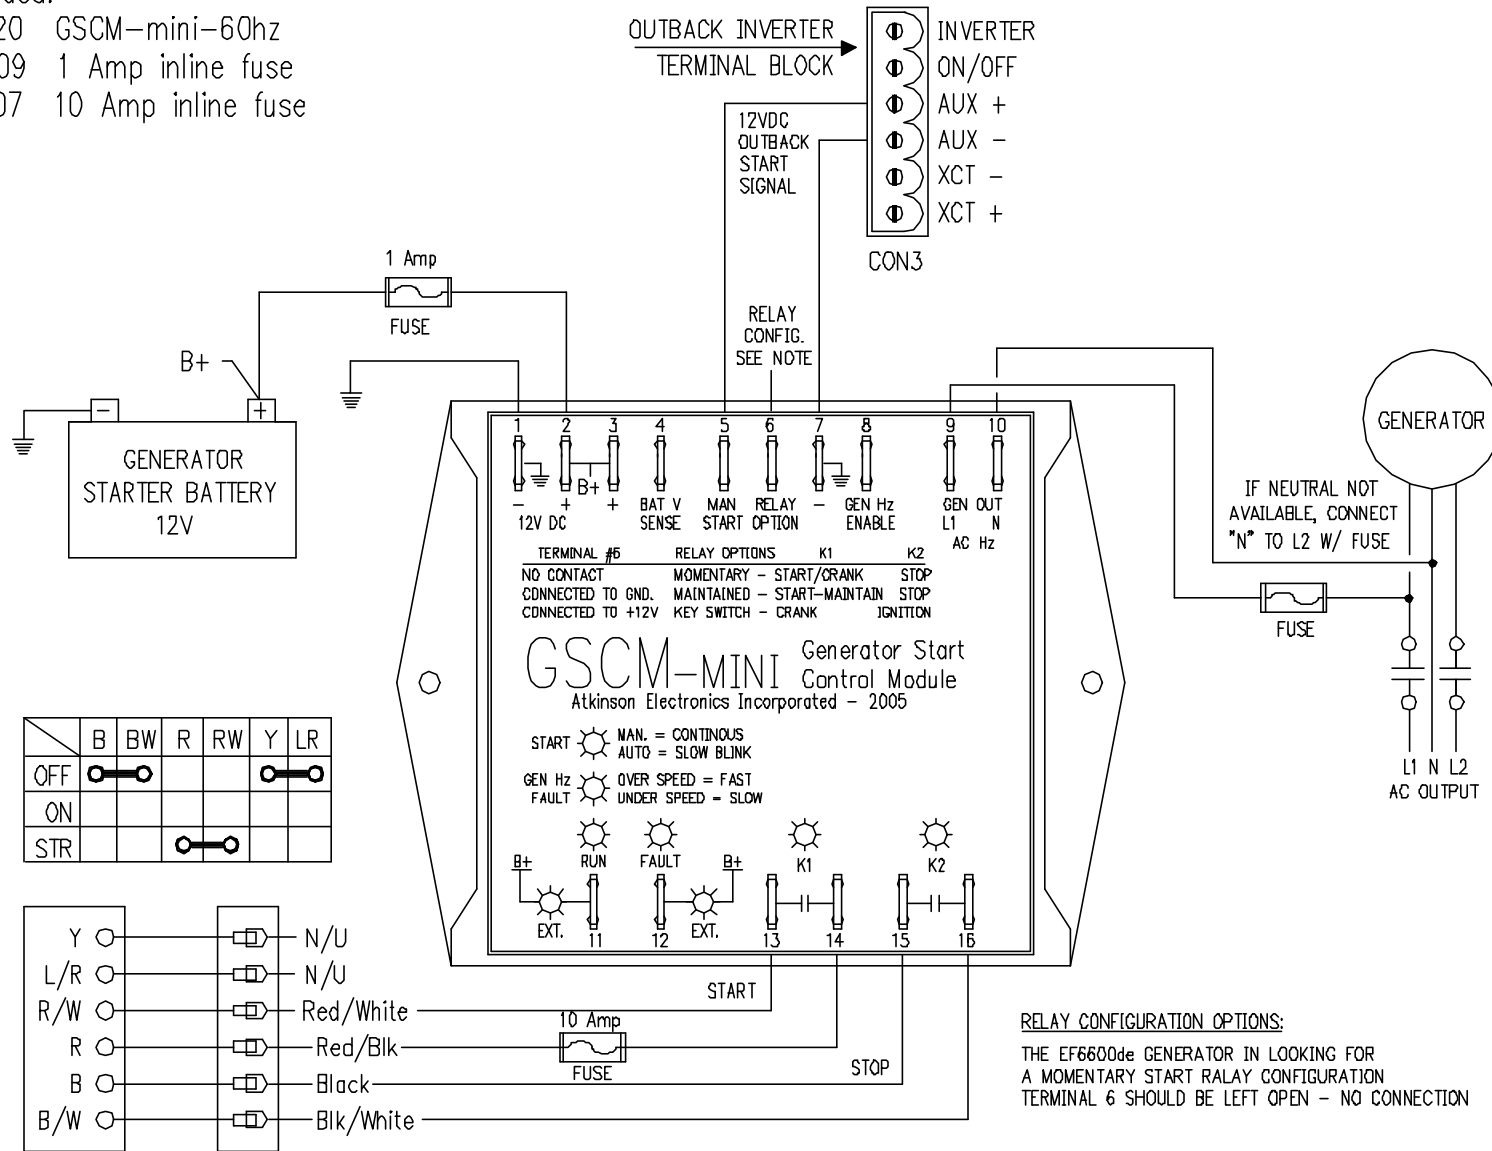 20 GSCM-mini-60hz
09 1 Amp inline fuse
07 10 Amp inline fuse
OUTBACK INVERTER
TERMINAL BLOCK
INVERTER
ON/OFF
AUX +
AUX -
XCT -
XCT +
CON3
12VDC
OUTBACK
START
SIGNAL
1 Amp
FUSE
B+
- +
GENERATOR
STARTER BATTERY
12V
RELAY
CONFIG.
SEE NOTE
GENERATOR
IF NEUTRAL NOT
AVAILABLE, CONNECT
"N" TO L2 W/ FUSE
FUSE
L1 N L2
AC OUTPUT
1 2 3 4 5 6 7 8 9 10
B+
- + + BAT V MAN RELAY - GEN Hz GEN OUT
12V DC SENSE START OPTION ENABLE L1 N
AC Hz
TERMINAL #6 RELAY OPTIONS K1 K2
NO CONTACT MOMENTARY - START/CRANK STOP
CONNECTED TO GND. MAINTAINED - START-MAINTAIN STOP
CONNECTED TO +12V KEY SWITCH - CRANK IGNITION
GSCM-MINI Generator Start
Control Module
Atkinson Electronics Incorporated - 2005
START MAN. = CONTINOUS
AUTO = SLOW BLINK
GEN Hz OVER SPEED = FAST
FAULT UNDER SPEED = SLOW
B+ RUN FAULT B+ K1 K2
EXT. 11 12 EXT. 13 14 15 16
B BW R RW Y LR
OFF
ON
STR
Y N/U
L/R N/U
R/W Red/White
R Red/Blk
B Black
B/W Blk/White
START
10 Amp
FUSE
STOP
RELAY CONFIGURATION OPTIONS:
THE EF6600de GENERATOR IN LOOKING FOR
A MOMENTARY START RALAY CONFIGURATION
TERMINAL 6 SHOULD BE LEFT OPEN - NO CONNECTION